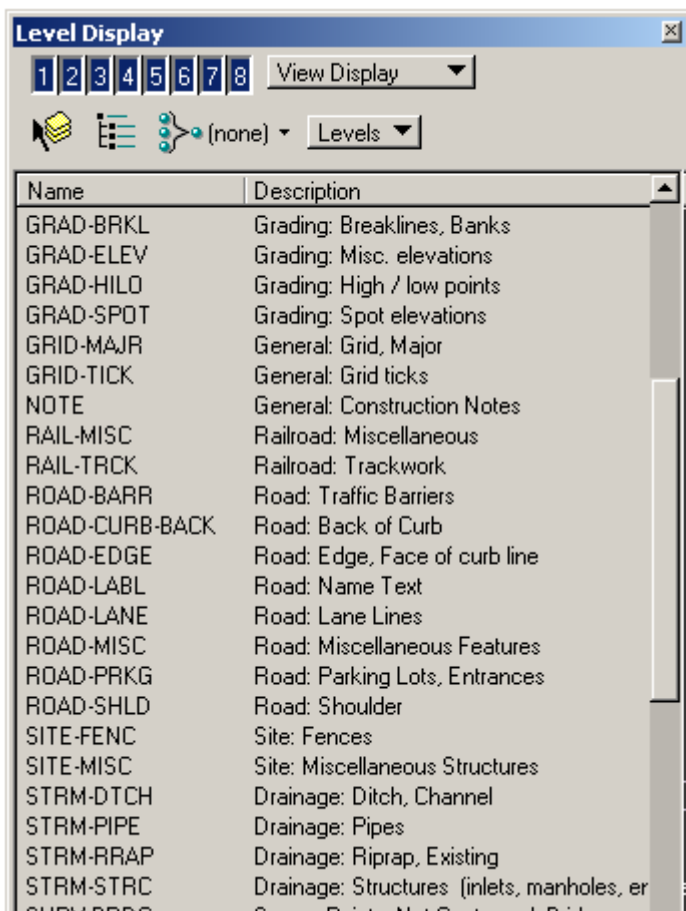 Level Display
1 2 3 4 5 6 7 8 View Display
(none) Levels
Name Description
GRAD-BRKL Grading: Breaklines, Banks
GRAD-ELEV Grading: Misc. elevations
GRAD-HILO Grading: High / low points
GRAD-SPOT Grading: Spot elevations
GRID-MAJR General: Grid, Major
GRID-TICK General: Grid ticks
NOTE General: Construction Notes
RAIL-MISC Railroad: Miscellaneous
RAIL-TRCK Railroad: Trackwork
ROAD-BARR Road: Traffic Barriers
ROAD-CURB-BACK Road: Back of Curb
ROAD-EDGE Road: Edge, Face of curb line
ROAD-LABL Road: Name Text
ROAD-LANE Road: Lane Lines
ROAD-MISC Road: Miscellaneous Features
ROAD-PRKG Road: Parking Lots, Entrances
ROAD-SHLD Road: Shoulder
SITE-FENC Site: Fences
SITE-MISC Site: Miscellaneous Structures
STRM-DTCH Drainage: Ditch, Channel
STRM-PIPE Drainage: Pipes
STRM-RRAP Drainage: Riprap, Existing
STRM-STRC Drainage: Structures (inlets, manholes, er